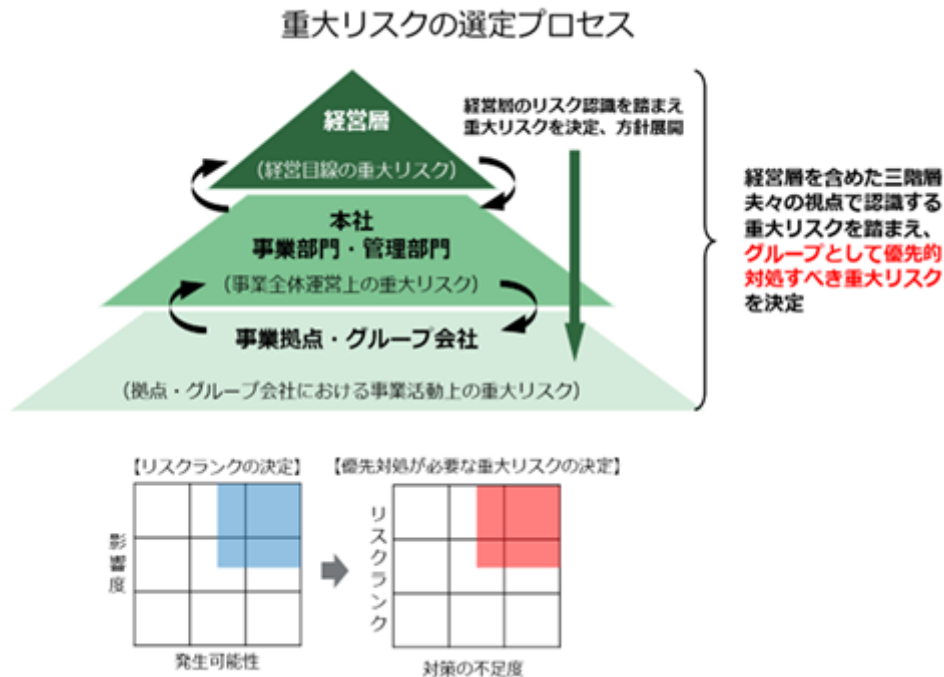 重大リスクの選定プロセス
経営層
(経営目線の重大リスク)
本社
事業部門・管理部門
(事業全体運営上の重大リスク)
事業拠点・グループ会社
(拠点・グループ会社における事業活動上の重大リスク)
経営層のリスク認識を踏まえ
重大リスクを決定、方針展開
経営層を含めた三階層
夫々の視点で認識する
重大リスクを踏まえ、
グループとして優先的
対処すべき重大リスク
を決定
【リスクランクの決定】
影響度
発生可能性
【優先対処が必要な重大リスクの決定】
リスクランク
対策の不足度